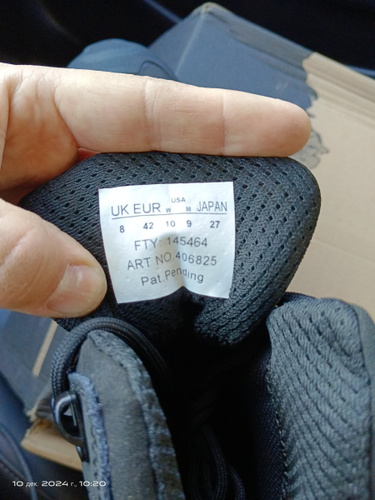 USA
UK EUR W M JAPAN
8 42 10 9 27
FTY: 145464
ART NO.406825
Pat.Pending
10 дек. 2024 г., 10:20